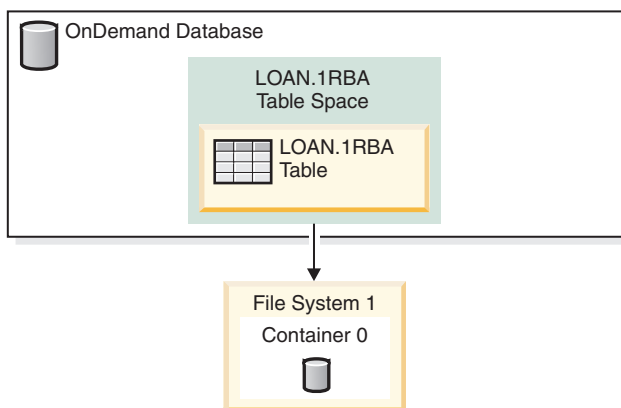 OnDemand Database
LOAN.1RBA
Table Space
LOAN.1RBA
Table
File System 1
Container 0